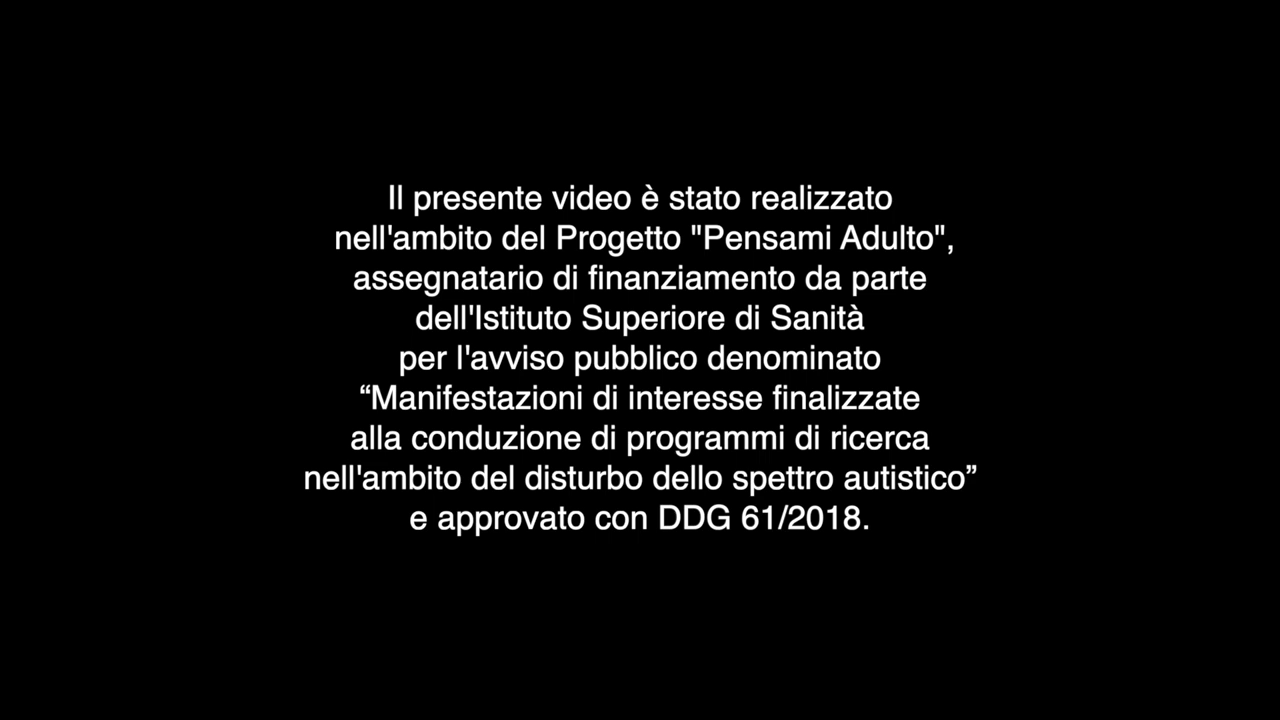 Il presente video è stato realizzato
nell'ambito del Progetto "Pensami Adulto",
assegnatario di finanziamento da parte
dell'Istituto Superiore di Sanità
per l'avviso pubblico denominato
“Manifestazioni di interesse finalizzate
alla conduzione di programmi di ricerca
nell'ambito del disturbo dello spettro autistico”
e approvato con DDG 61/2018.